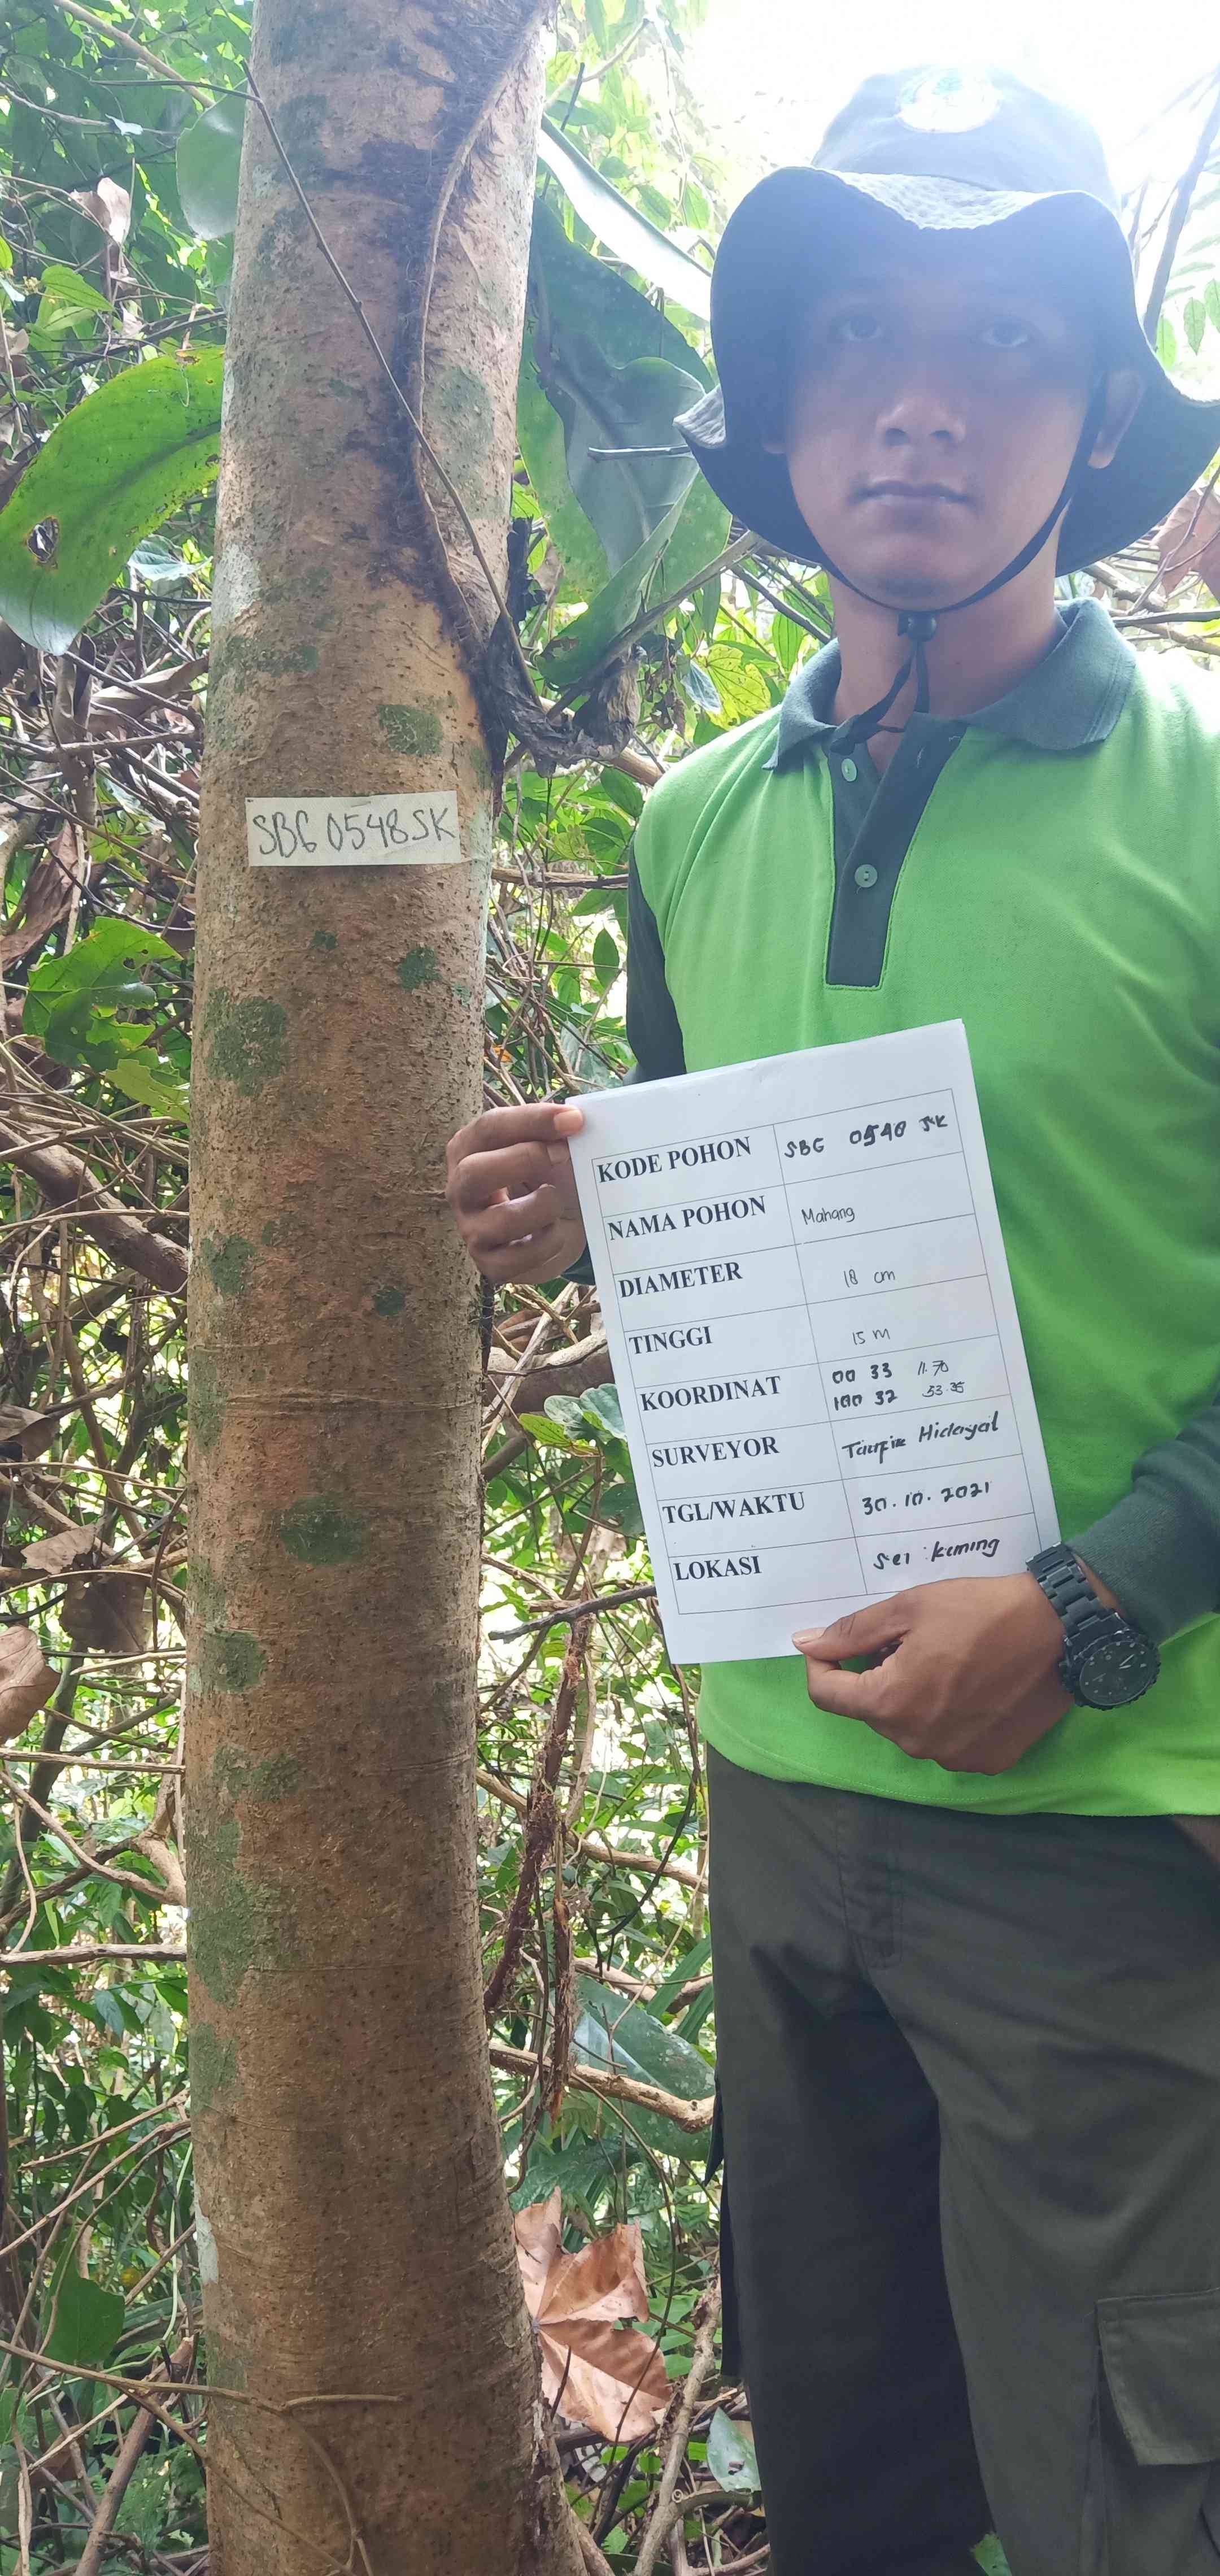 SBG 0548 SK
KODE POHON SBG 0548 SK
NAMA POHON Mahang
DIAMETER 18 cm
TINGGI 15 m
KOORDINAT 00 33 11.70
100 32 53.35
SURVEYOR Taufik Hidayat
TGL/WAKTU 30.10.2021
LOKASI Sei kuning